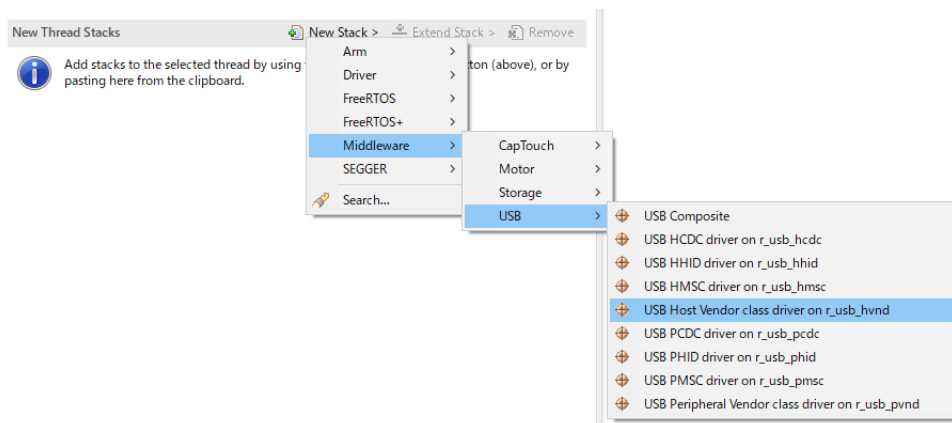 New Thread Stacks
New Stack > Extend Stack > Remove
Add stacks to the selected thread by using
tton (above), or by
pasting here from the clipboard.
Arm >
Driver >
FreeRTOS >
FreeRTOS+ >
Middleware >
SEGGER >
Search...
CapTouch >
Motor >
Storage >
USB >
USB Composite
USB HCDC driver on r_usb_hcdc
USB HHID driver on r_usb_hhid
USB HMSC driver on r_usb_hmsc
USB Host Vendor class driver on r_usb_hvnd
USB PCDC driver on r_usb_pcdc
USB PHID driver on r_usb_phid
USB PMSC driver on r_usb_pmsc
USB Peripheral Vendor class driver on r_usb_pvnd